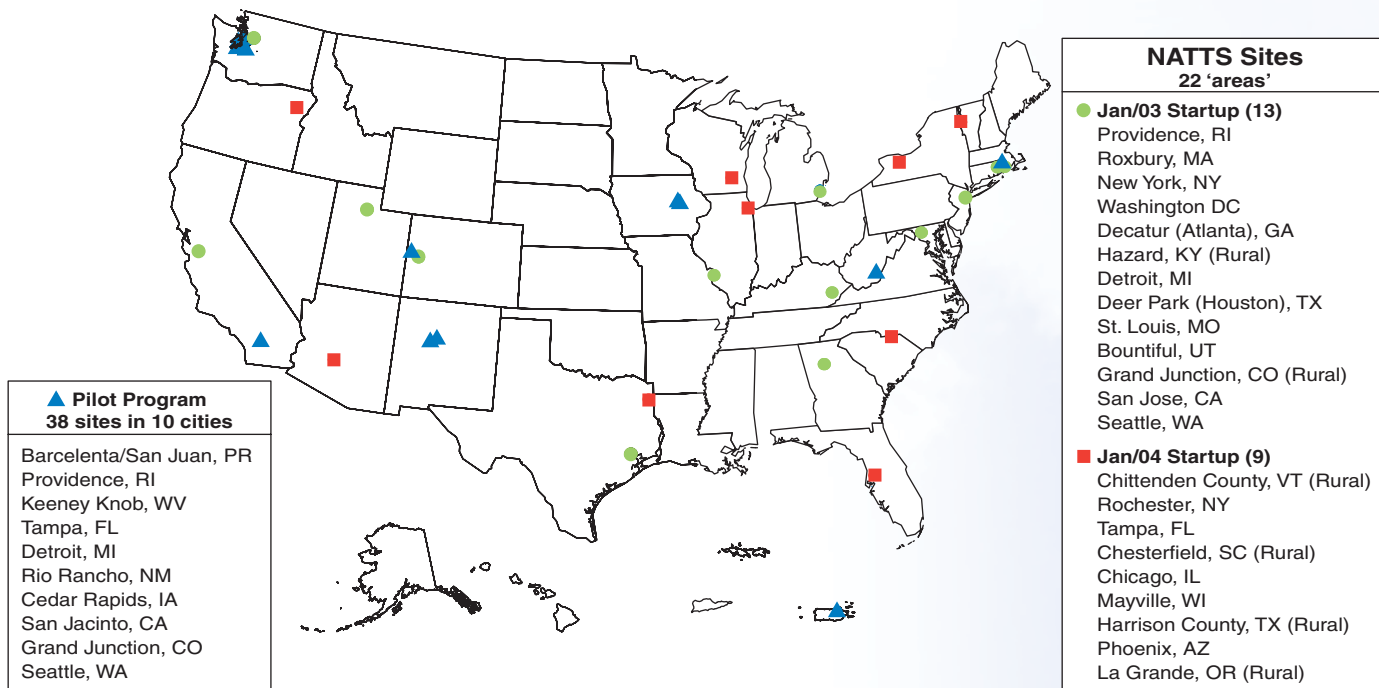 NATTS Sites
22 'areas'
Jan/03 Startup (13)
Providence, RI
Roxbury, MA
New York, NY
Washington DC
Decatur (Atlanta), GA
Hazard, KY (Rural)
Detroit, MI
Deer Park (Houston), TX
St. Louis, MO
Bountiful, UT
Grand Junction, CO (Rural)
San Jose, CA
Seattle, WA
Jan/04 Startup (9)
Chittenden County, VT (Rural)
Rochester, NY
Tampa, FL
Chesterfield, SC (Rural)
Chicago, IL
Mayville, WI
Harrison County, TX (Rural)
Phoenix, AZ
La Grande, OR (Rural)
Pilot Program
38 sites in 10 cities
Barcelenta/San Juan, PR
Providence, RI
Keeney Knob, WV
Tampa, FL
Detroit, MI
Rio Rancho, NM
Cedar Rapids, IA
San Jacinto, CA
Grand Junction, CO
Seattle, WA